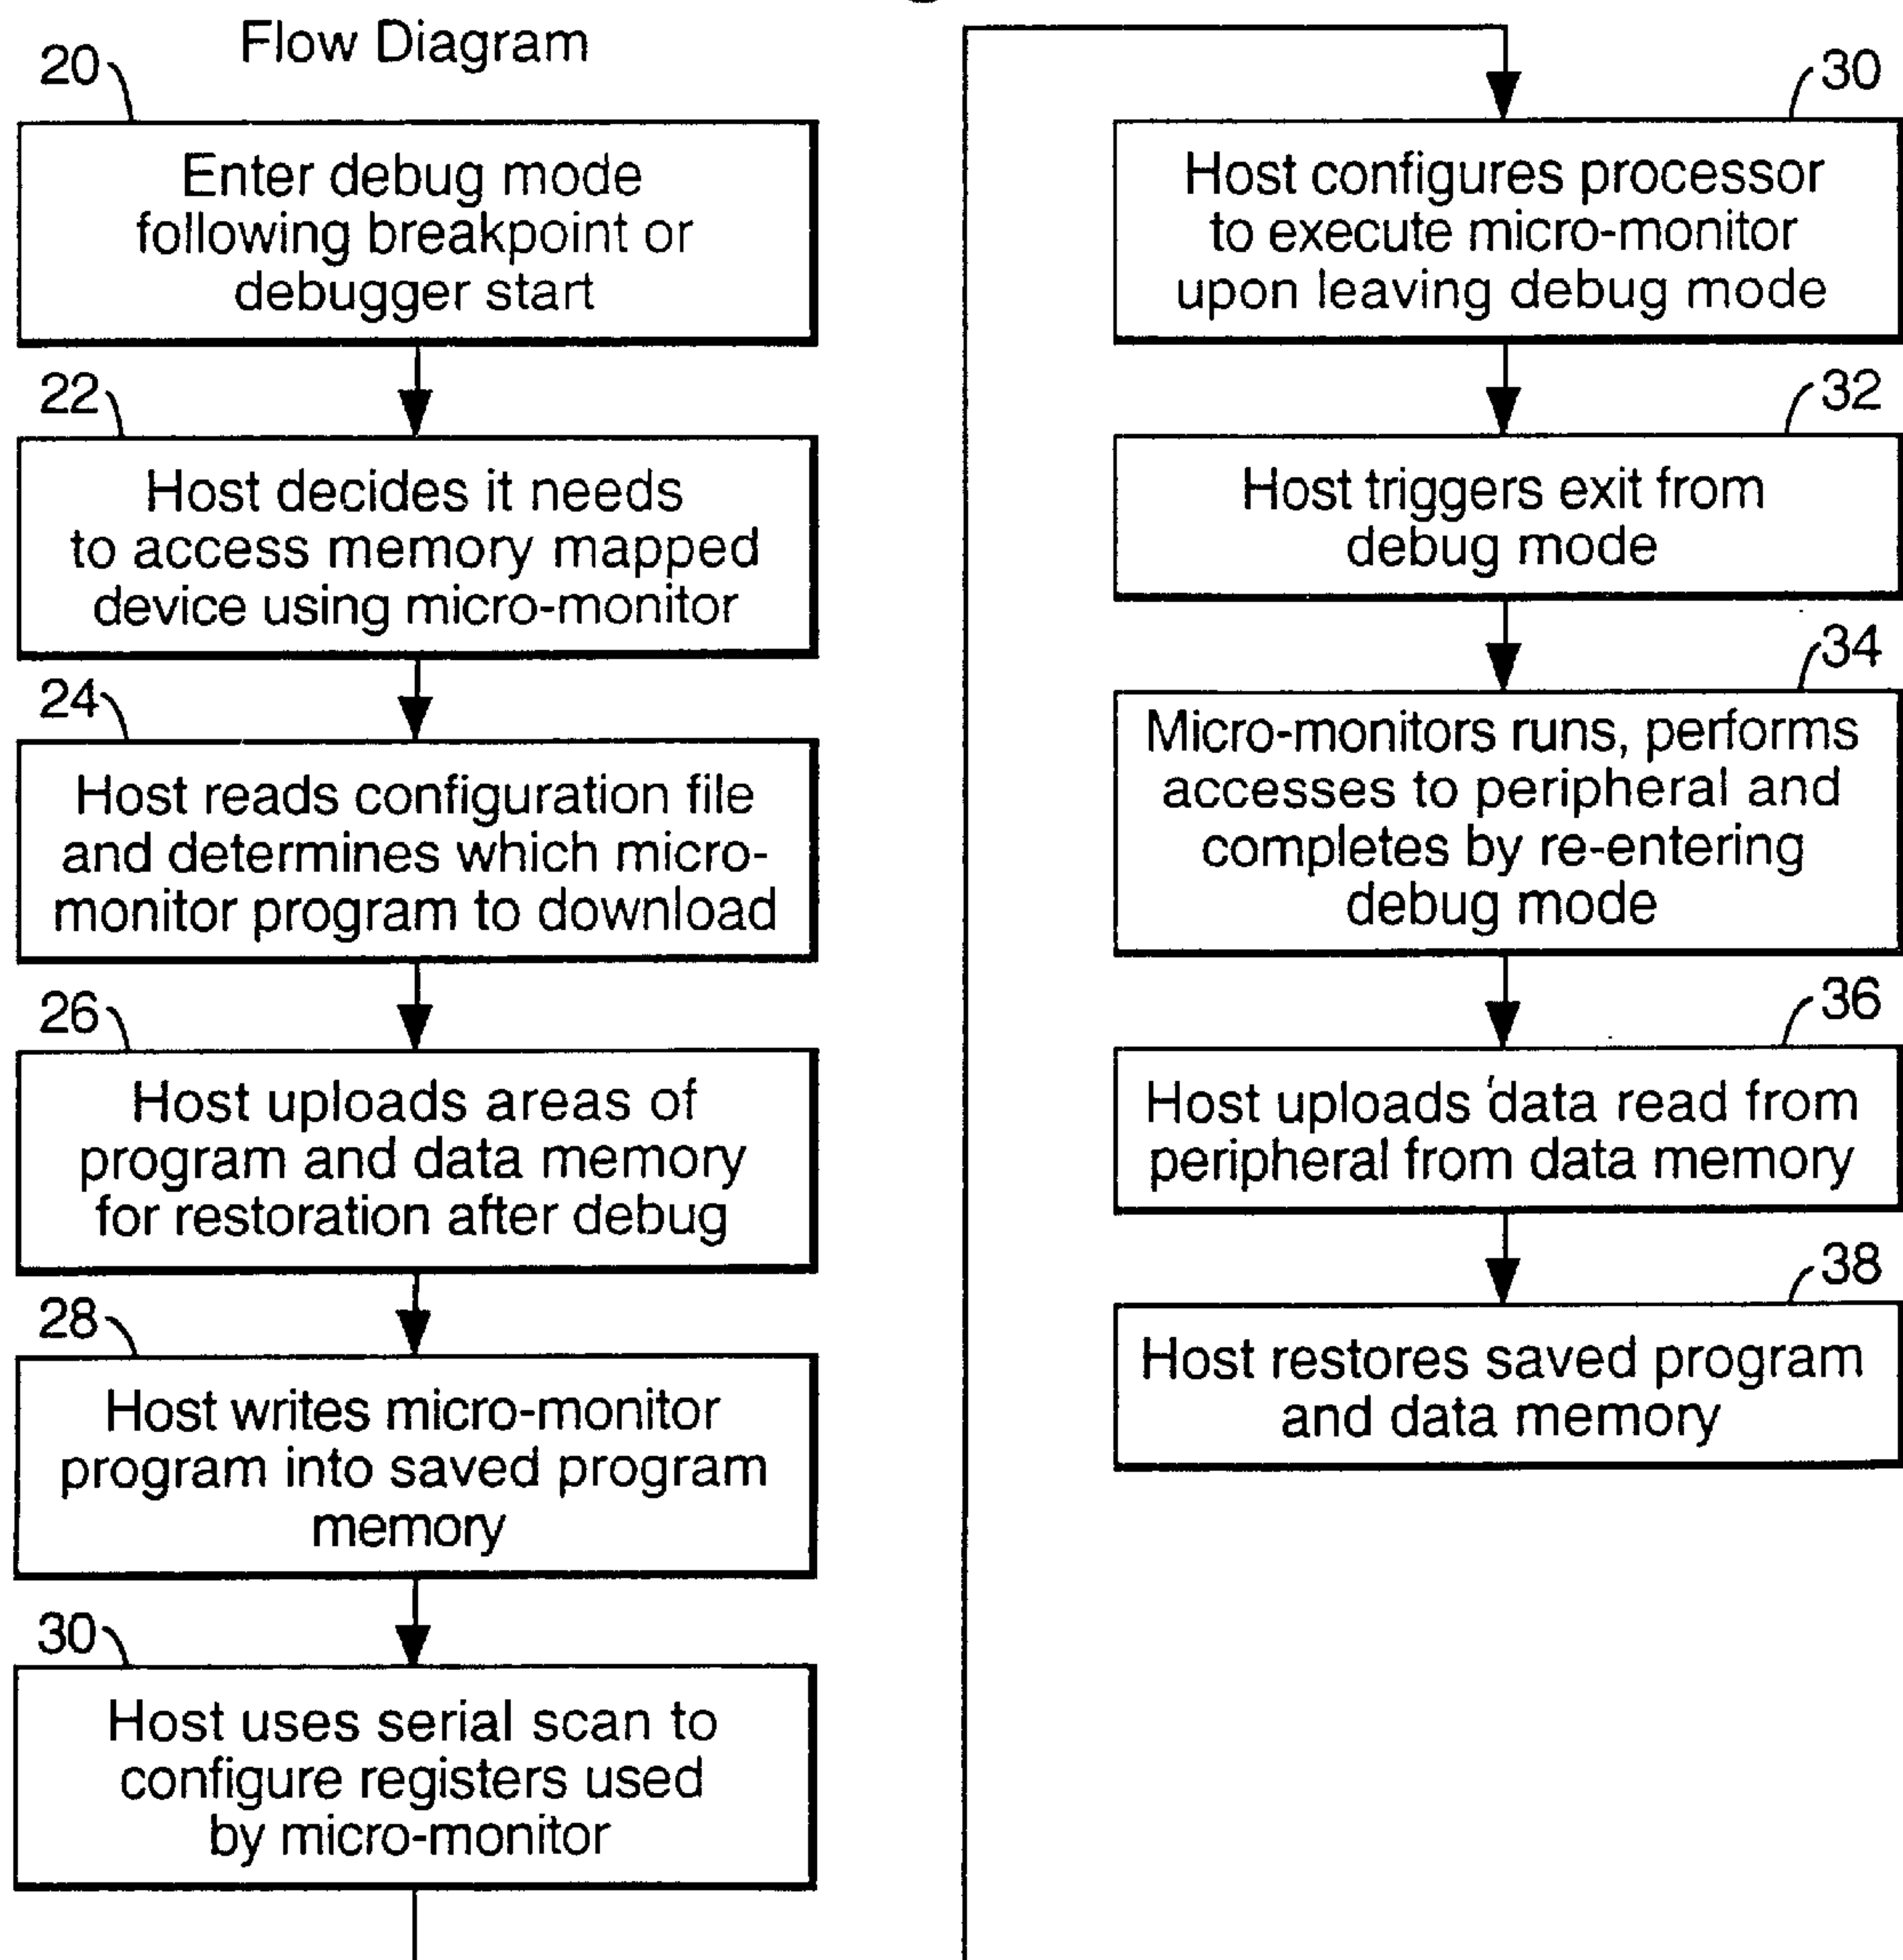 Flow Diagram
20
Enter debug mode
following breakpoint or
debugger start
22
Host decides it needs
to access memory mapped
device using micro-monitor
24
Host reads configuration file
and determines which micro-
monitor program to download
26
Host uploads areas of
program and data memory
for restoration after debug
28
Host writes micro-monitor
program into saved program
memory
30
Host uses serial scan to
configure registers used
by micro-monitor
30
Host configures processor
to execute micro-monitor
upon leaving debug mode
32
Host triggers exit from
debug mode
34
Micro-monitors runs, performs
accesses to peripheral and
completes by re-entering
debug mode
36
Host uploads data read from
peripheral from data memory
38
Host restores saved program
and data memory